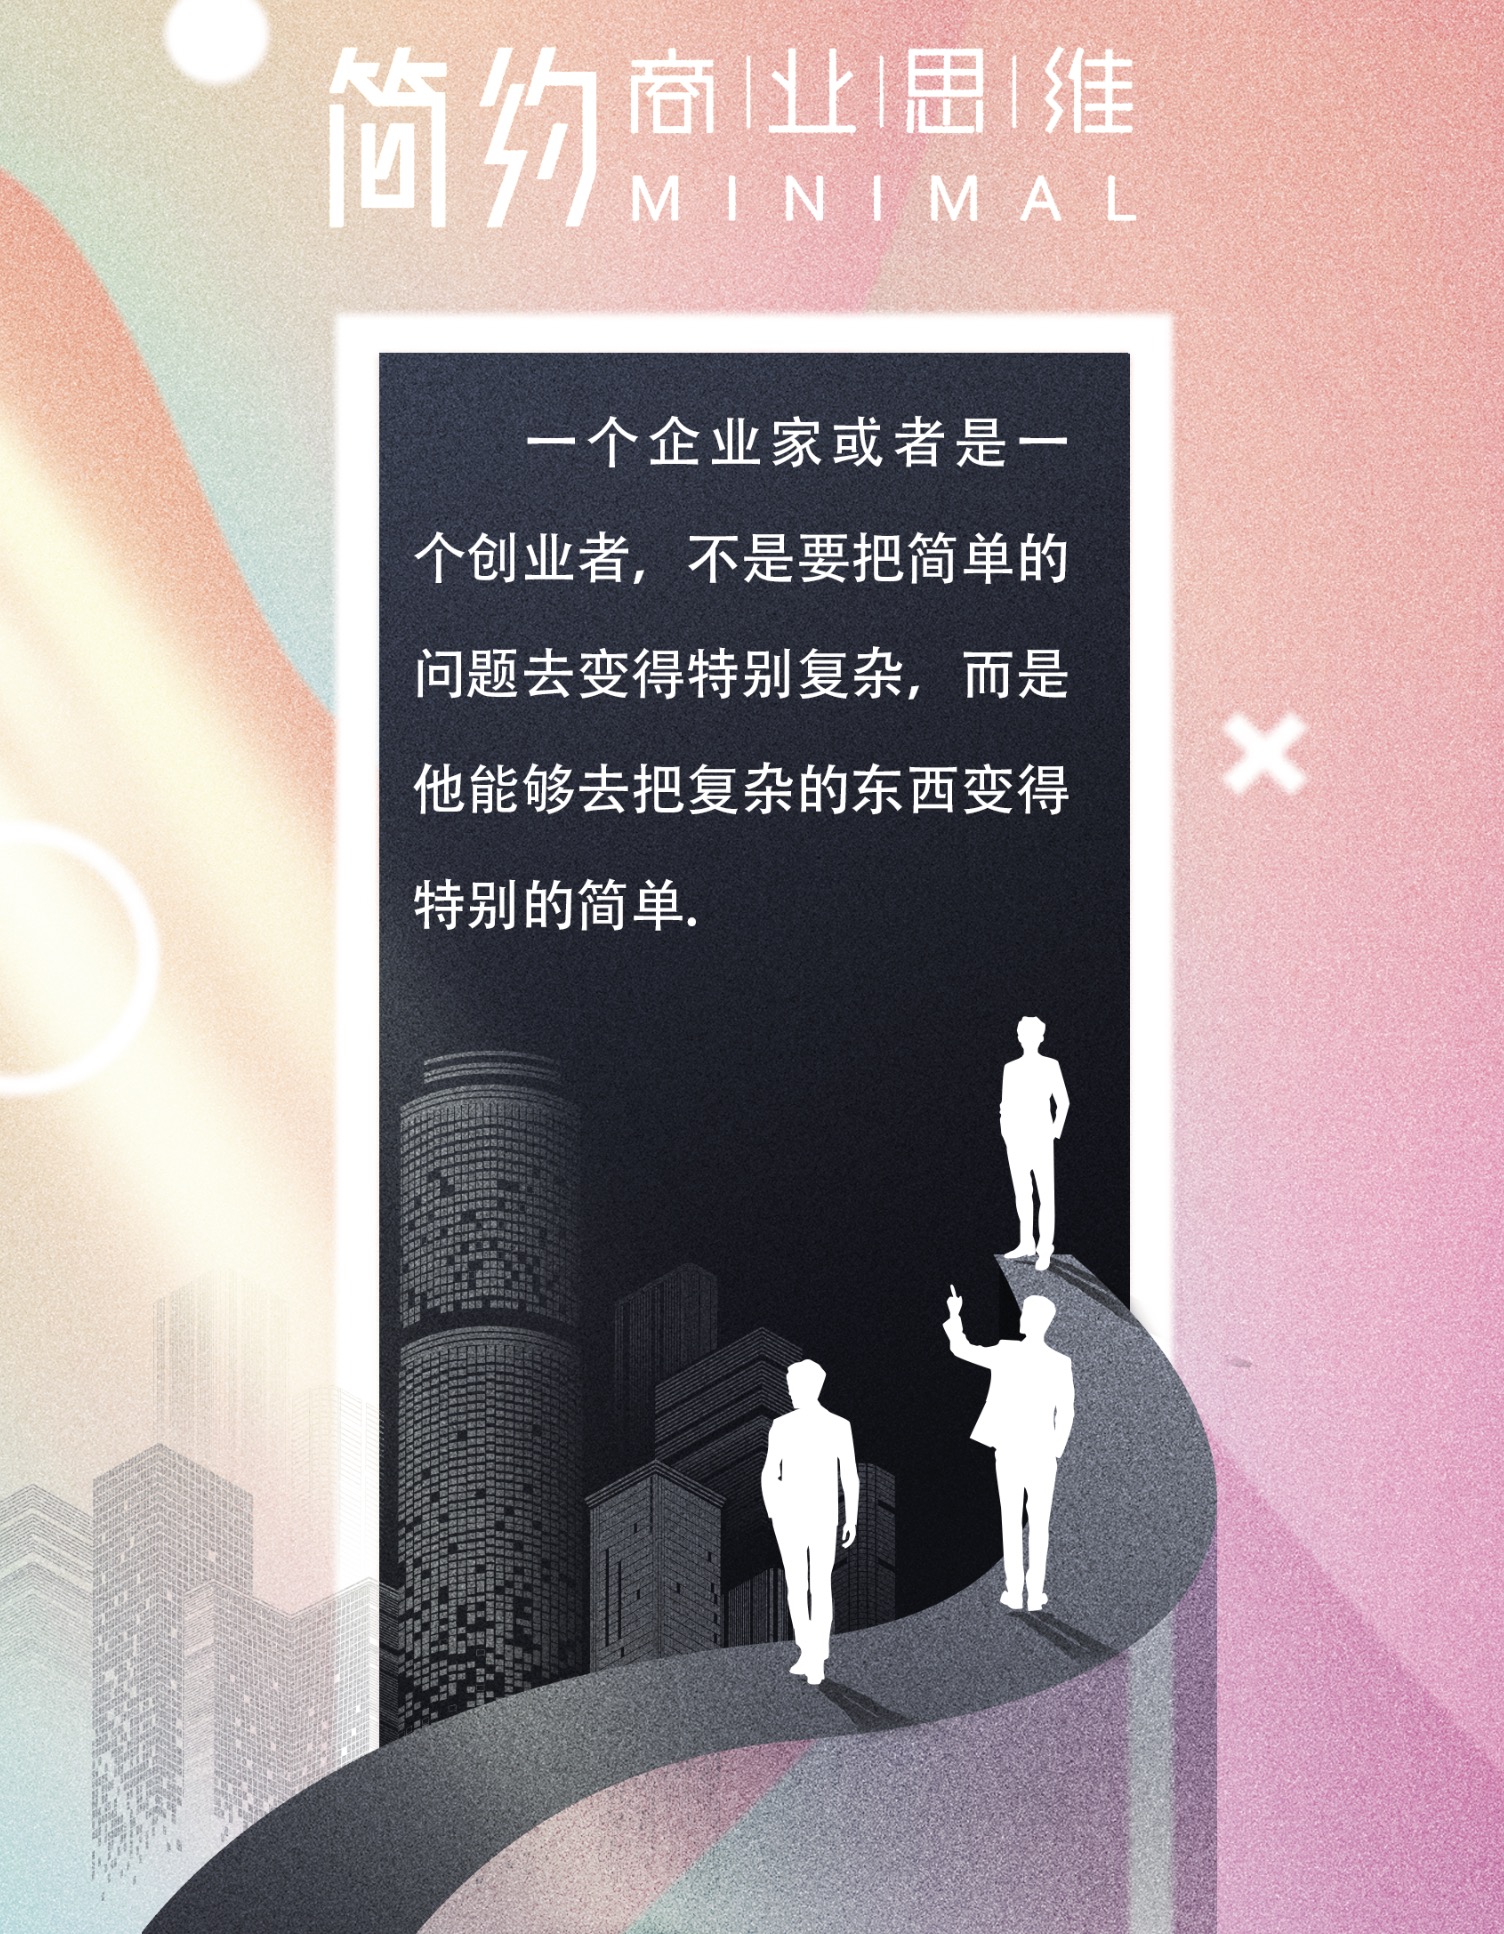 简约商业思维
MINIMAL
一个企业家或者是一
个创业者，不是要把简单的
问题去变得特别复杂，而是
他能够去把复杂的东西变得
特别的简单.